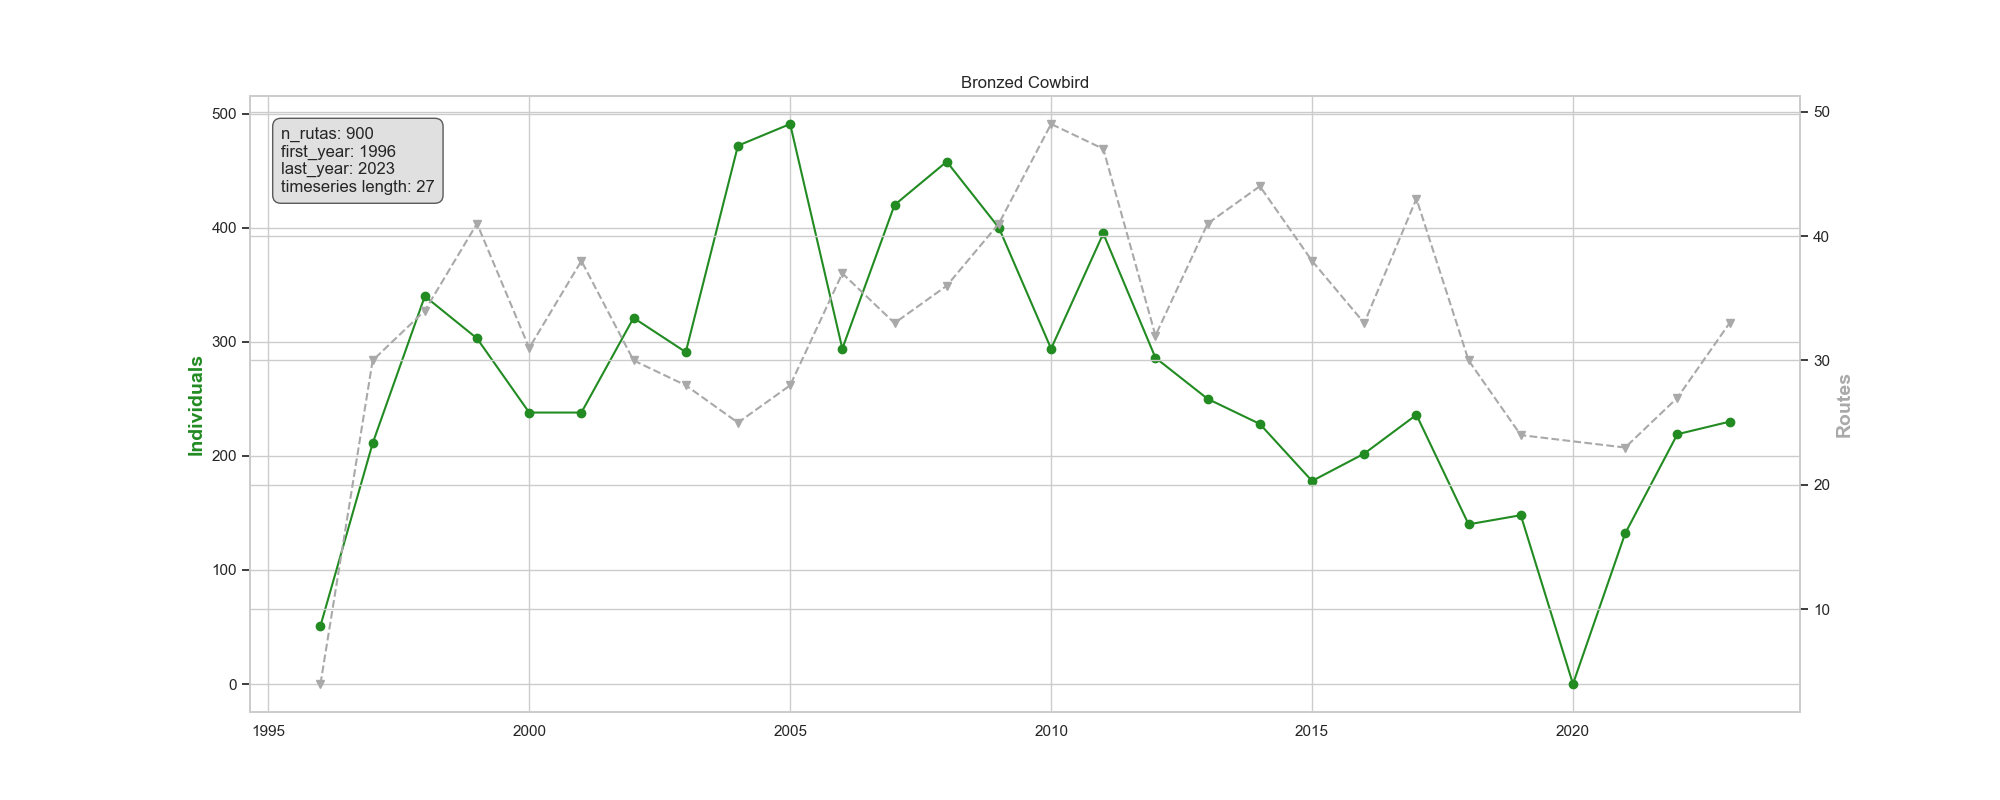 Bronzed Cowbird
n_rutas: 900
first_year: 1996
last_year: 2023
timeseries length: 27
500
400
300
200
100
0
Individuals
50
40
30
20
10
Routes
1995
2000
2005
2010
2015
2020